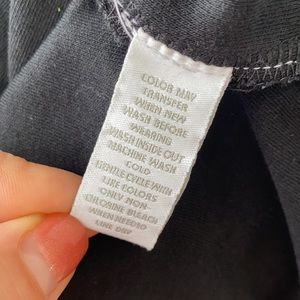 COLOR MAY
TRANSFER
WHEN NEW
WASH BEFORE
WEARING
WASH INSIDE OUT
MACHINE WASH
COLD
GENTLE CYCLE WITH
LIKE COLORS
ONLY NON-
CHLORINE BLEACH
WHEN NEEDED
LINE DRY